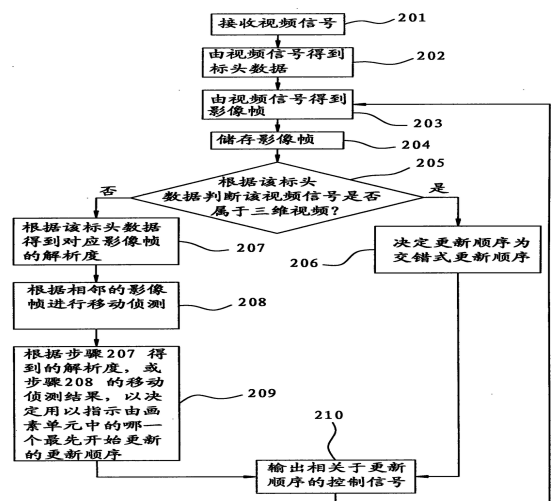 接收视频信号
201
由视频信号得到
标头数据
202
由视频信号得到
影像帧
203
储存影像帧
204
205
根据该标头
数据判断该视频信号是否
属于三维视频?
否
是
根据该标头数据
得到对应影像帧
的解析度
207
决定更新顺序为
交错式更新顺序
206
根据相邻的影像
帧进行移动侦测
208
根据步骤207 得
到的解析度, 或
步骤208 的移动
侦测结果, 以决
定用以指示由画
素单元中的哪一
个最先开始更新
的更新顺序
209
210
输出相关于更新
顺序的控制信号